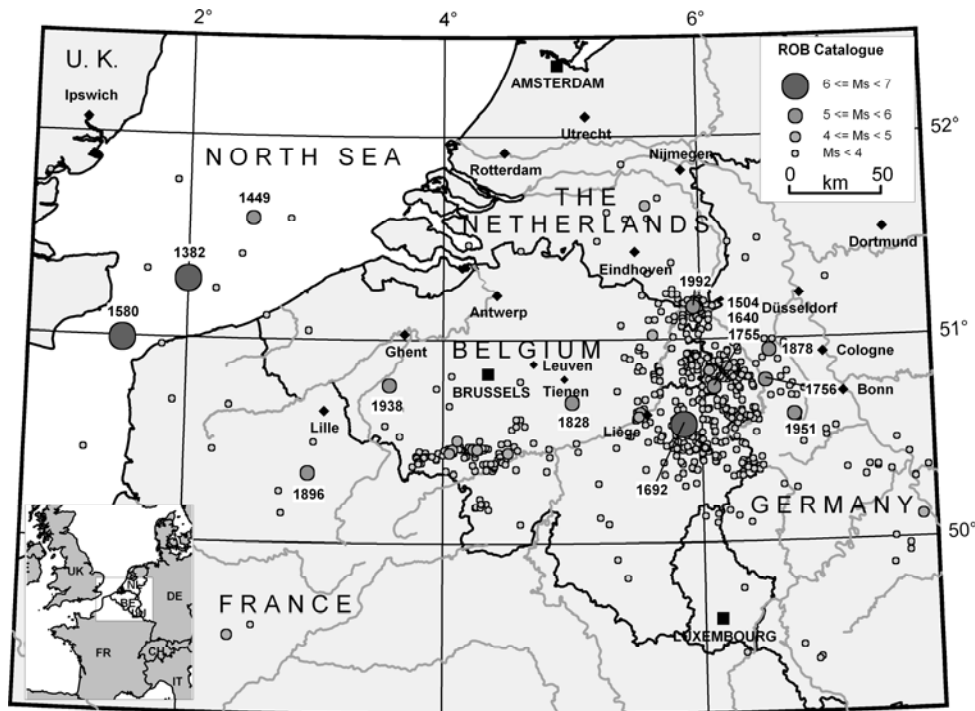 2° 4° 6°
U. K.
Ipswich
AMSTERDAM
Utrecht
Rotterdam
Nijmegen
ROB Catalogue
6 <= Ms < 7
5 <= Ms < 6
4 <= Ms < 5
Ms < 4
0 km 50
52°
NORTH SEA
1449
THE
NETHERLANDS
Dortmund
1382
Eindhoven
1992
1504
1640
1755
Düsseldorf
1580
Antwerp
51°
Ghent
BELGIUM
1878
Cologne
Leuven
BRUSSELS
Tienen
1938
1828
1756
Bonn
Lille
Liège
1951
1896
1692
GERMANY
50°
UK
NL
BE
DE
FRANCE
LUXEMBOURG
FR
CH
IT